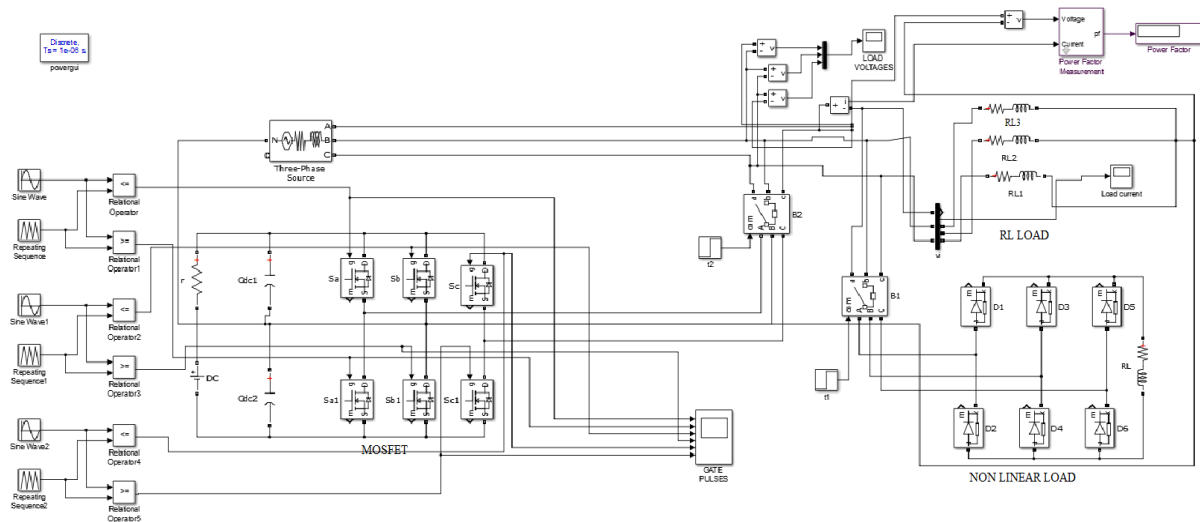 Discrete,
Ts = 1e-06 s.
powergui
Voltage
Current
pf
Power Factor
Measurement
Power Factor
LOAD
VOLTAGES
N
A
B
C
Three-Phase
Source
Sine Wave
Relational
Operator
Repeating
Sequence
Relational
Operator1
Sine Wave1
Relational
Operator2
Repeating
Sequence1
Relational
Operator3
Sine Wave2
Relational
Operator4
Repeating
Sequence2
Relational
Operator5
r
Cdc1
Cdc2
DC
Sa
Sb
Sc
Sa1
Sb1
Sc1
MOSFET
GATE
PULSES
t2
B2
t1
B1
RL3
RL2
RL1
Load current
RL LOAD
D1
D3
D5
RL
D2
D4
D6
NON LINEAR LOAD